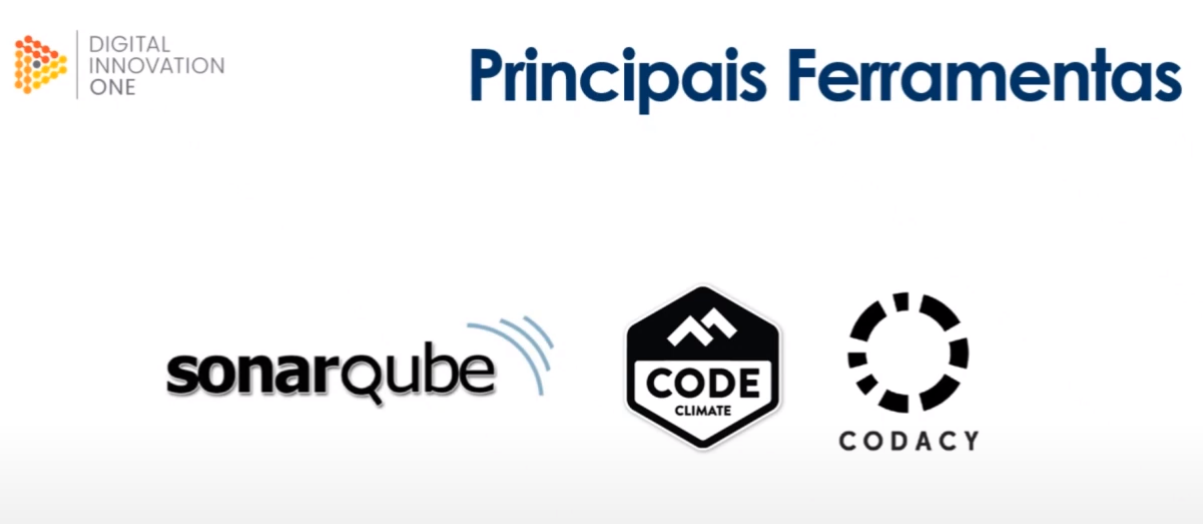 DIGITAL
INNOVATION
ONE
Principais Ferramentas
sonarqube
CODE
CLIMATE
CODACY